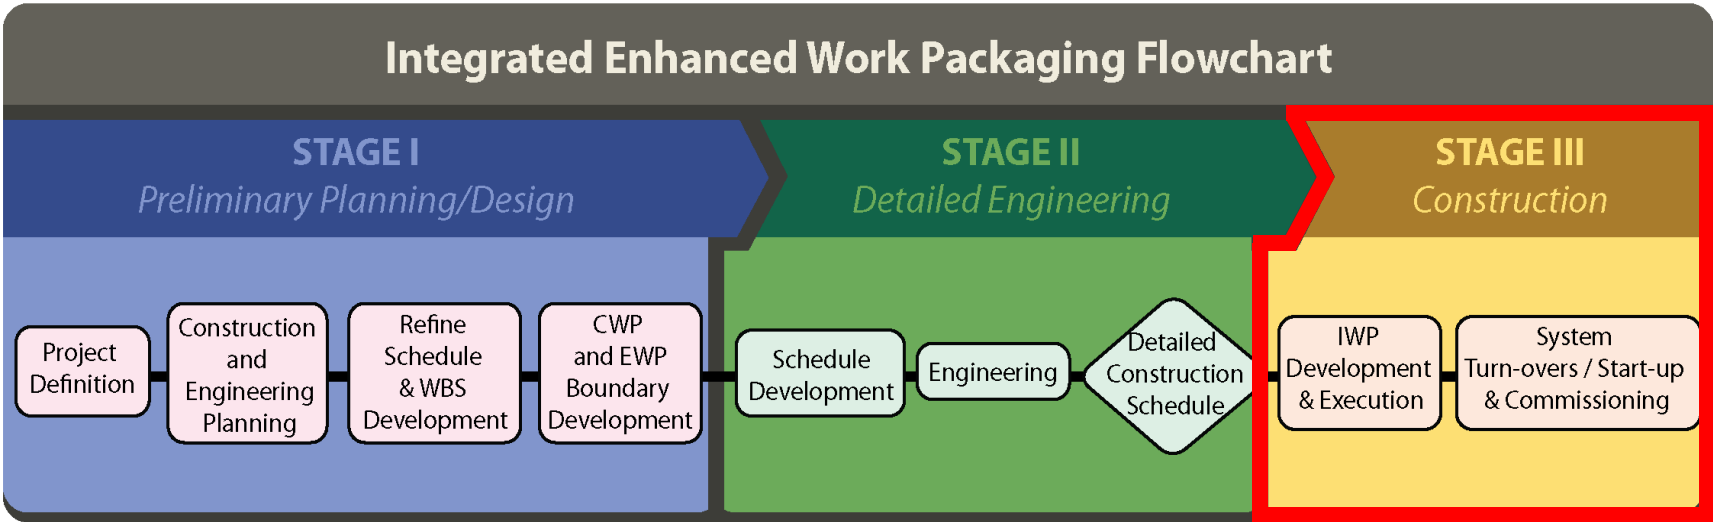 Integrated Enhanced Work Packaging Flowchart
STAGE I
Preliminary Planning/Design
STAGE II
Detailed Engineering
STAGE III
Construction
Project
Definition
Construction
and
Engineering
Planning
Refine
Schedule
& WBS
Development
CWP
and EWP
Boundary
Development
Schedule
Development
Engineering
Detailed
Construction
Schedule
IWP
Development
& Execution
System
Turn-overs / Start-up
& Commissioning